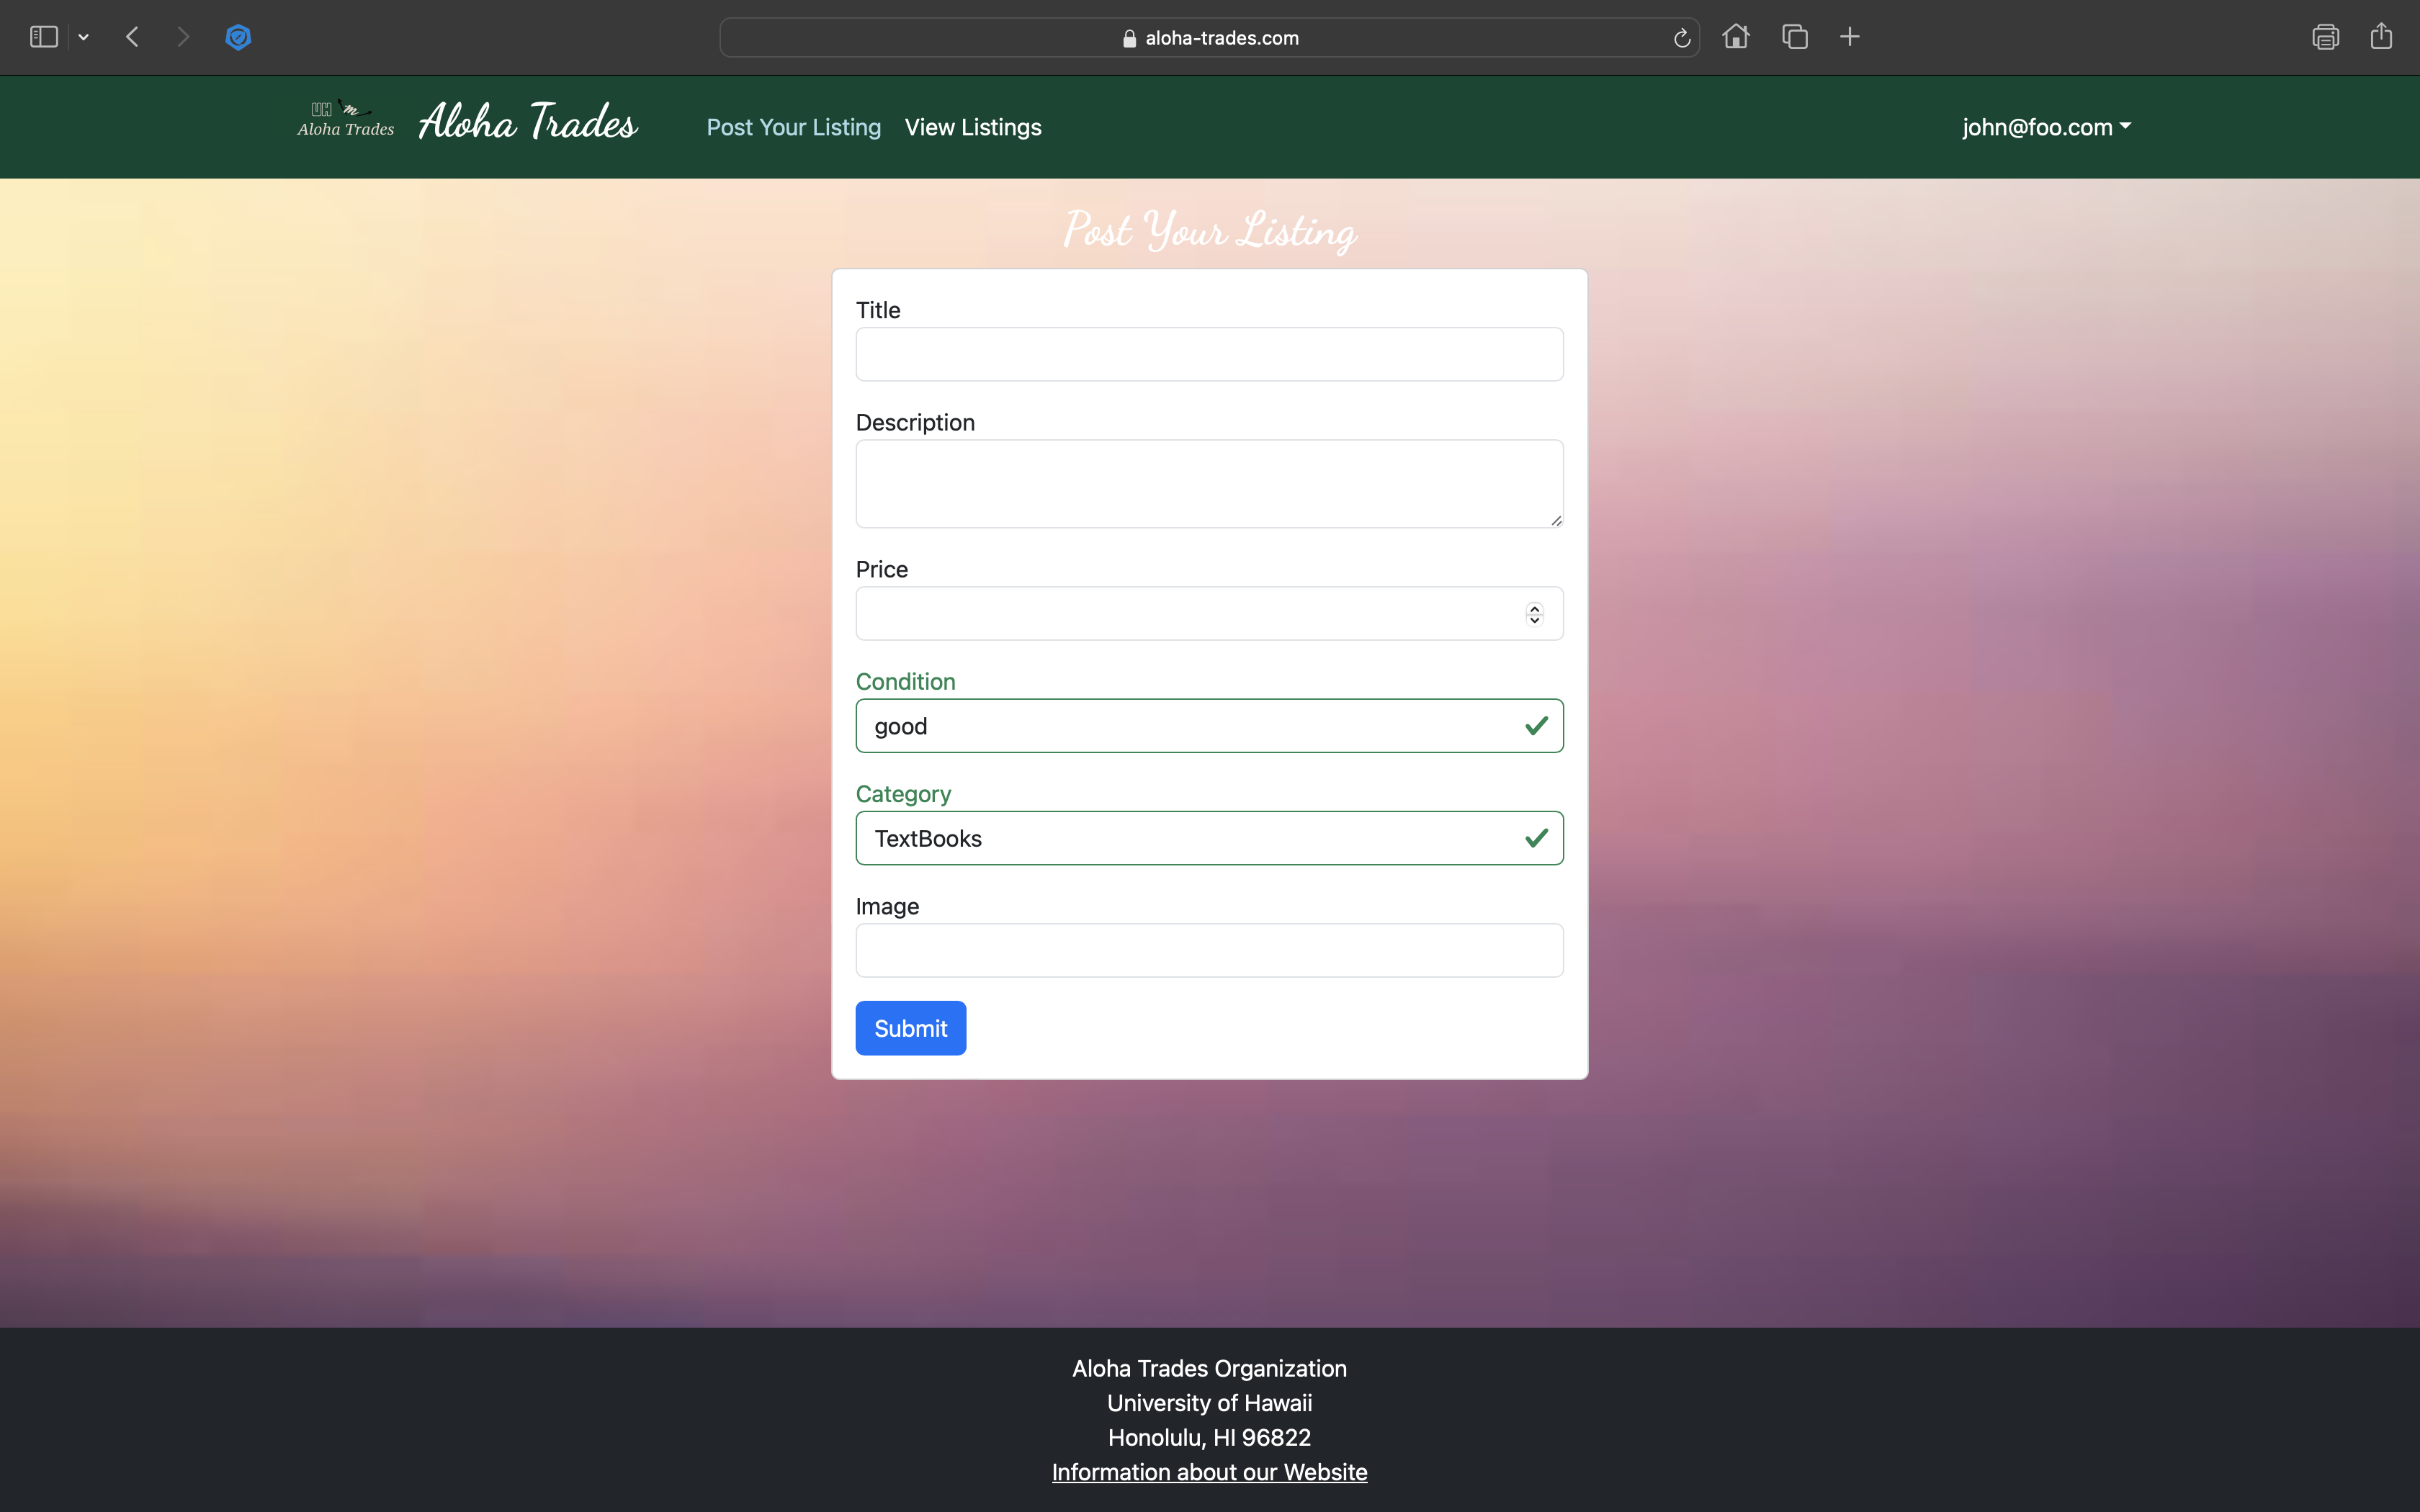 aloha-trades.com
UH m
Aloha Trades
Aloha Trades
Post Your Listing
View Listings
john@foo.com
Post Your Listing
Title
Description
Price
Condition
good
Category
TextBooks
Image
Submit
Aloha Trades Organization
University of Hawaii
Honolulu, HI 96822
Information about our Website